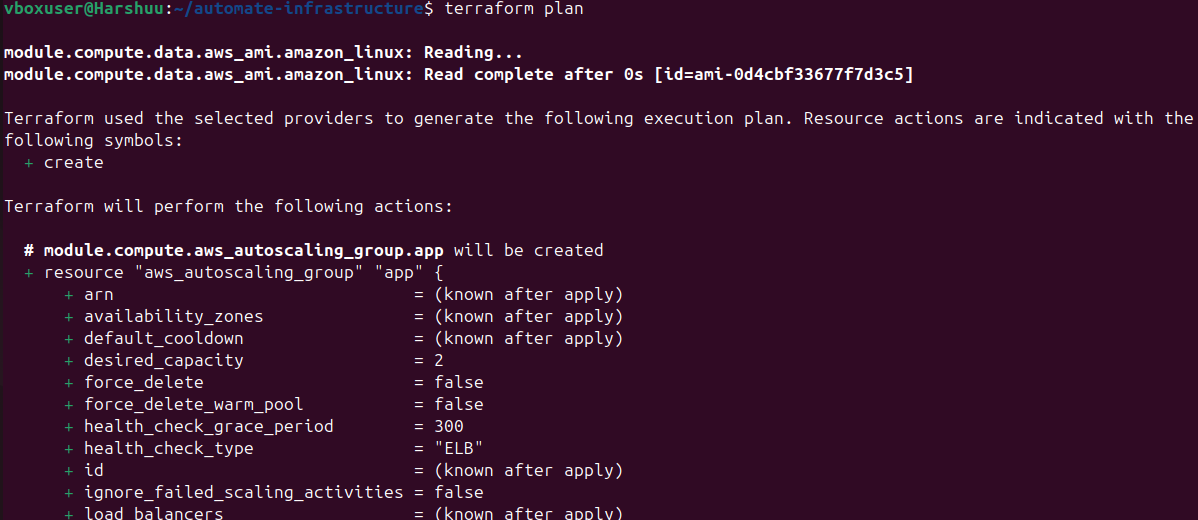 vboxuser@Harshuu:~/automate-infrastructure$ terraform plan
module.compute.data.aws_ami.amazon_linux: Reading...
module.compute.data.aws_ami.amazon_linux: Read complete after 0s [id=ami-0d4cbf33677f7d3c5]
Terraform used the selected providers to generate the following execution plan. Resource actions are indicated with the
following symbols:
  + create
Terraform will perform the following actions:
  # module.compute.aws_autoscaling_group.app will be created
  + resource "aws_autoscaling_group" "app" {
      + arn                              = (known after apply)
      + availability_zones               = (known after apply)
      + default_cooldown                 = (known after apply)
      + desired_capacity                 = 2
      + force_delete                     = false
      + force_delete_warm_pool           = false
      + health_check_grace_period        = 300
      + health_check_type                = "ELB"
      + id                               = (known after apply)
      + ignore_failed_scaling_activities = false
      + load_balancers                   = (known after apply)